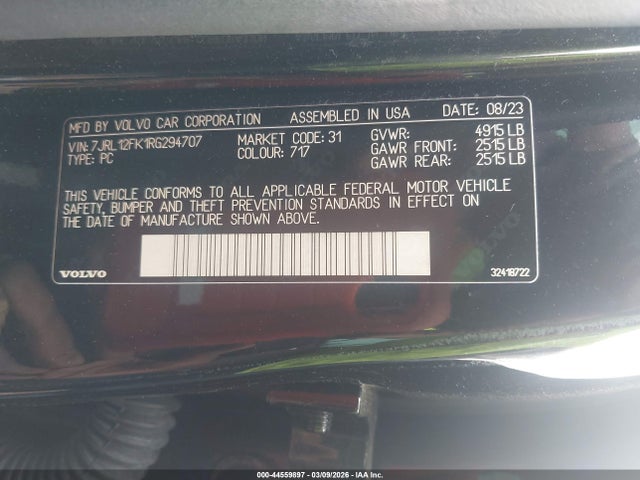 MFD BY VOLVO CAR CORPORATION ASSEMBLED IN USA DATE: 08/23
VIN: 7JRL12FK1RG294707 MARKET CODE: 31 GVWR: 4915 LB
TYPE: PC COLOUR: 717 GAWR FRONT: 2515 LB
GAWR REAR: 2515 LB
THIS VEHICLE CONFORMS TO ALL APPLICABLE FEDERAL MOTOR VEHICLE
SAFETY, BUMPER AND THEFT PREVENTION STANDARDS IN EFFECT ON
THE DATE OF MANUFACTURE SHOWN ABOVE.
VOLVO 32418722
000-44559897 - 03/09/2026 - IAA Inc.